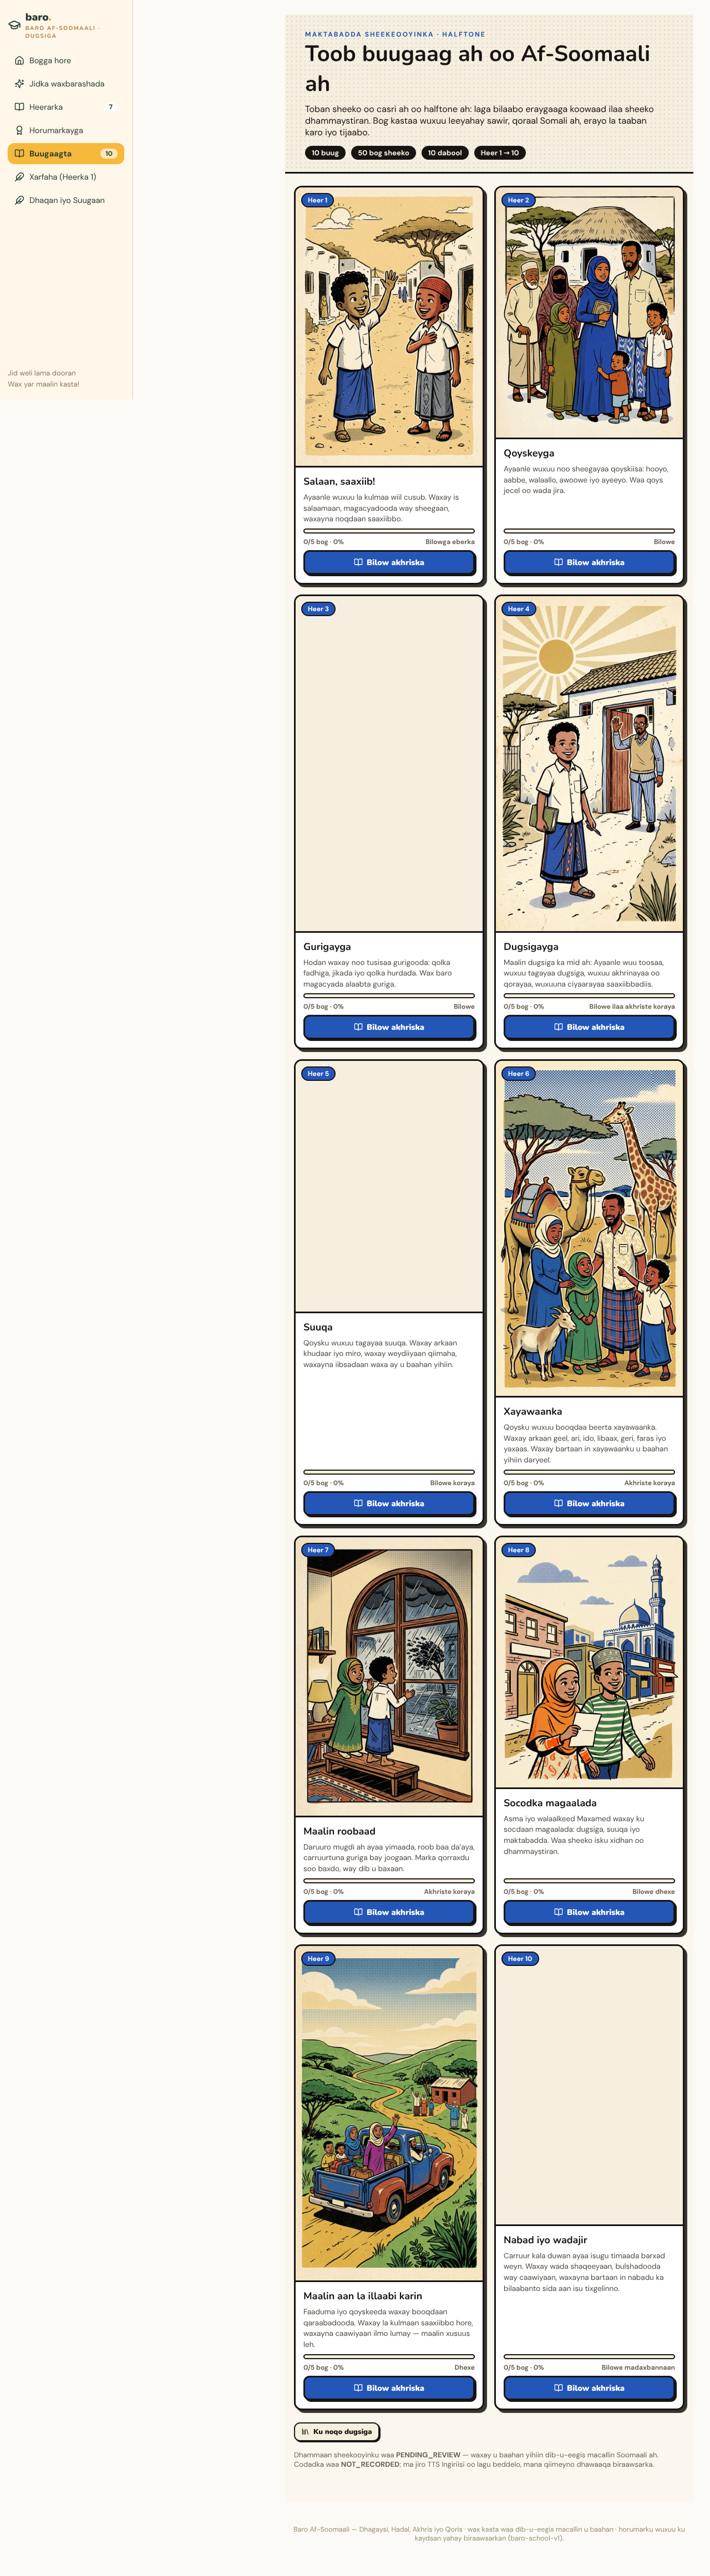 baro.
BARO AF-SOOMAALI ·
DUGSIGA
Bogga hore
Jidka waxbarashada
Heerarka 7
Horumarkayga
Buugaagta 10
Xarfaha (Heerka 1)
Dhaqan iyo Suugaan
Jid weli lama dooran
Wax yar maalin kasta!
MAKTABADDA SHEEKEOOYINKA · HALFTONE
Toob buugaag ah oo Af-Soomaali
ah
Toban sheeko oo casri ah oo halftone ah: laga bilaabo eraygaaga koowaad ilaa sheeko
dhammaystiran. Bog kastaa wuxuu leeyahay sawir, qoraal Somali ah, erayo la taaban
karo iyo tijaabo.
10 buug
50 bog sheeko
10 dabool
Heer 1 → 10
Heer 1
Salaan, saaxiib!
Ayaanle wuxuu la kulmaa wiil cusub. Waxay is
salaamaan, magacyadooda way sheegaan,
waxayna noqdaan saaxiibbo.
0/5 bog · 0% Bilowga eberka
Bilow akhriska
Heer 2
Qoyskeyga
Ayaanle wuxuu noo sheegayaa qoyskiisa: hooyo,
aabbe, walaallo, awoowe iyo ayeeyo. Waa qoys
jecel oo wada jira.
0/5 bog · 0% Bilowe
Bilow akhriska
Heer 3
Gurigayga
Hodan waxay noo tusisaa gurigooda: qolka
fadhiga, jikada iyo qolka hurdada. Wax baro
magacyada alaabta guriga.
0/5 bog · 0% Bilowe
Bilow akhriska
Heer 4
Dugsigayga
Maalin dugsiga ka mid ah: Ayaanle wuu toosaa,
wuxuu tagayaa dugsiga, wuxuu akhrinayaa oo
qorayaa, wuxuuna ciyaarayaa saaxiibbadiis.
0/5 bog · 0% Bilowe ilaa akhriste koraya
Bilow akhriska
Heer 5
Suuqa
Qoysku wuxuu tagayaa suuqa. Waxay arkaan
khudaar iyo miro, waxay weydiiyaan qiimaha,
waxayna iibsadaan waxa ay u baahan yihiin.
0/5 bog · 0% Bilowe koraya
Bilow akhriska
Heer 6
Xayawaanka
Qoysku wuxuu booqdaa beerta xayawaanka.
Waxay arkaan geel, ari, ido, libaax, geri, faras iyo
yaxaas. Waxay bartaan in xayawaanku u baahan
yihiin daryeel.
0/5 bog · 0% Akhriste koraya
Bilow akhriska
Heer 7
Maalin roobaad
Daruuro mugdi ah ayaa yimaada, roob baa da'aya,
carruurtuna guriga bay joogaan. Marka qorraxdu
soo baxdo, way dib u baxaan.
0/5 bog · 0% Akhriste koraya
Bilow akhriska
Heer 8
Socodka magaalada
Asma iyo walaalkeed Maxamed waxay ku
socdaan magaalada: dugsiga, suuqa iyo
maktabadda. Waa sheeko isku xidhan oo
dhammaystiran.
0/5 bog · 0% Bilowe dhexe
Bilow akhriska
Heer 9
Maalin aan la illaabi karin
Faaduma iyo qoyskeeda waxay booqdaan
qaraabadooda. Waxay la kulmaan saaxiibbo hore,
waxayna caawiyaan ilmo lumay — maalin xusuus
leh.
0/5 bog · 0% Dhexe
Bilow akhriska
Heer 10
Nabad iyo wadajir
Carruur kala duwan ayaa isugu timaada barxad
weyn. Waxay wada shaqeeyaan, bulshadooda
way caawiyaan, waxayna bartaan in nabadu ka
bilaabanto sida aan isu tixgelinno.
0/5 bog · 0% Bilowe madaxbannaan
Bilow akhriska
Ku noqo dugsiga
Dhammaan sheekooyinku waa PENDING_REVIEW — waxay u baahan yihiin dib-u-eegis macallin Soomaali ah.
Codadka waa NOT_RECORDED: ma jiro TTS Ingiriisi oo lagu beddelo, mana qiimeyno dhawaaqa biraawsarka.
Baro Af-Soomaali — Dhagaysi, Hadal, Akhris iyo Qoris · wax kasta waa dib-u-eegis macallin u baahan · horumarku wuxuu ku
kaydsan yahay biraawsarkan (baro-school-v1).